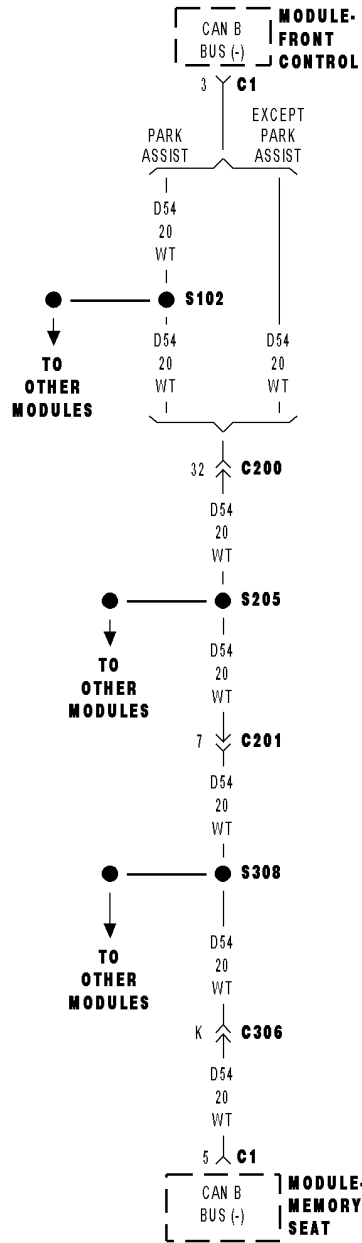 CAN B
BUS (-)
MODULE-
FRONT
CONTROL
3 C1
PARK
ASSIST
EXCEPT
PARK
ASSIST
D54
20
WT
S102
TO
OTHER
MODULES
D54
20
WT
D54
20
WT
32 C200
D54
20
WT
S205
TO
OTHER
MODULES
D54
20
WT
7 C201
D54
20
WT
S308
TO
OTHER
MODULES
D54
20
WT
K C306
D54
20
WT
5 C1
CAN B
BUS (-)
MODULE-
MEMORY
SEAT